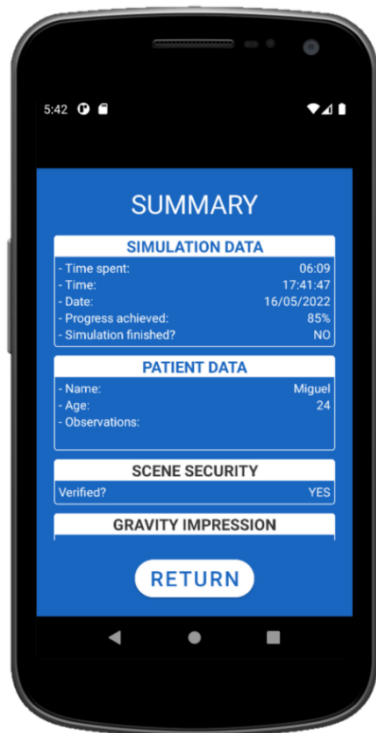 5:42
SUMMARY
SIMULATION DATA
- Time spent: 06:09
- Time: 17:41:47
- Date: 16/05/2022
- Progress achieved: 85%
- Simulation finished? NO
PATIENT DATA
- Name: Miguel
- Age: 24
- Observations:
SCENE SECURITY
Verified? YES
GRAVITY IMPRESSION
RETURN